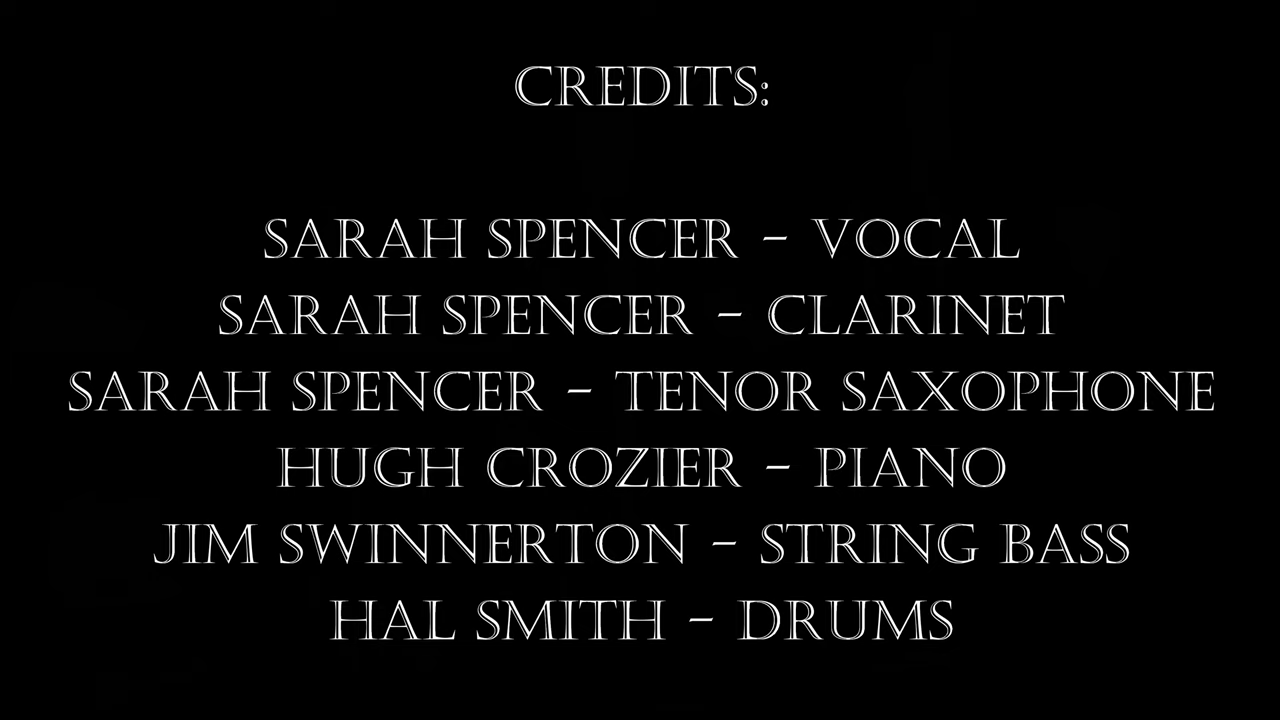 CREDITS:
SARAH SPENCER - VOCAL
SARAH SPENCER - CLARINET
SARAH SPENCER - TENOR SAXOPHONE
HUGH CROZIER - PIANO
JIM SWINNERTON - STRING BASS
HAL SMITH - DRUMS